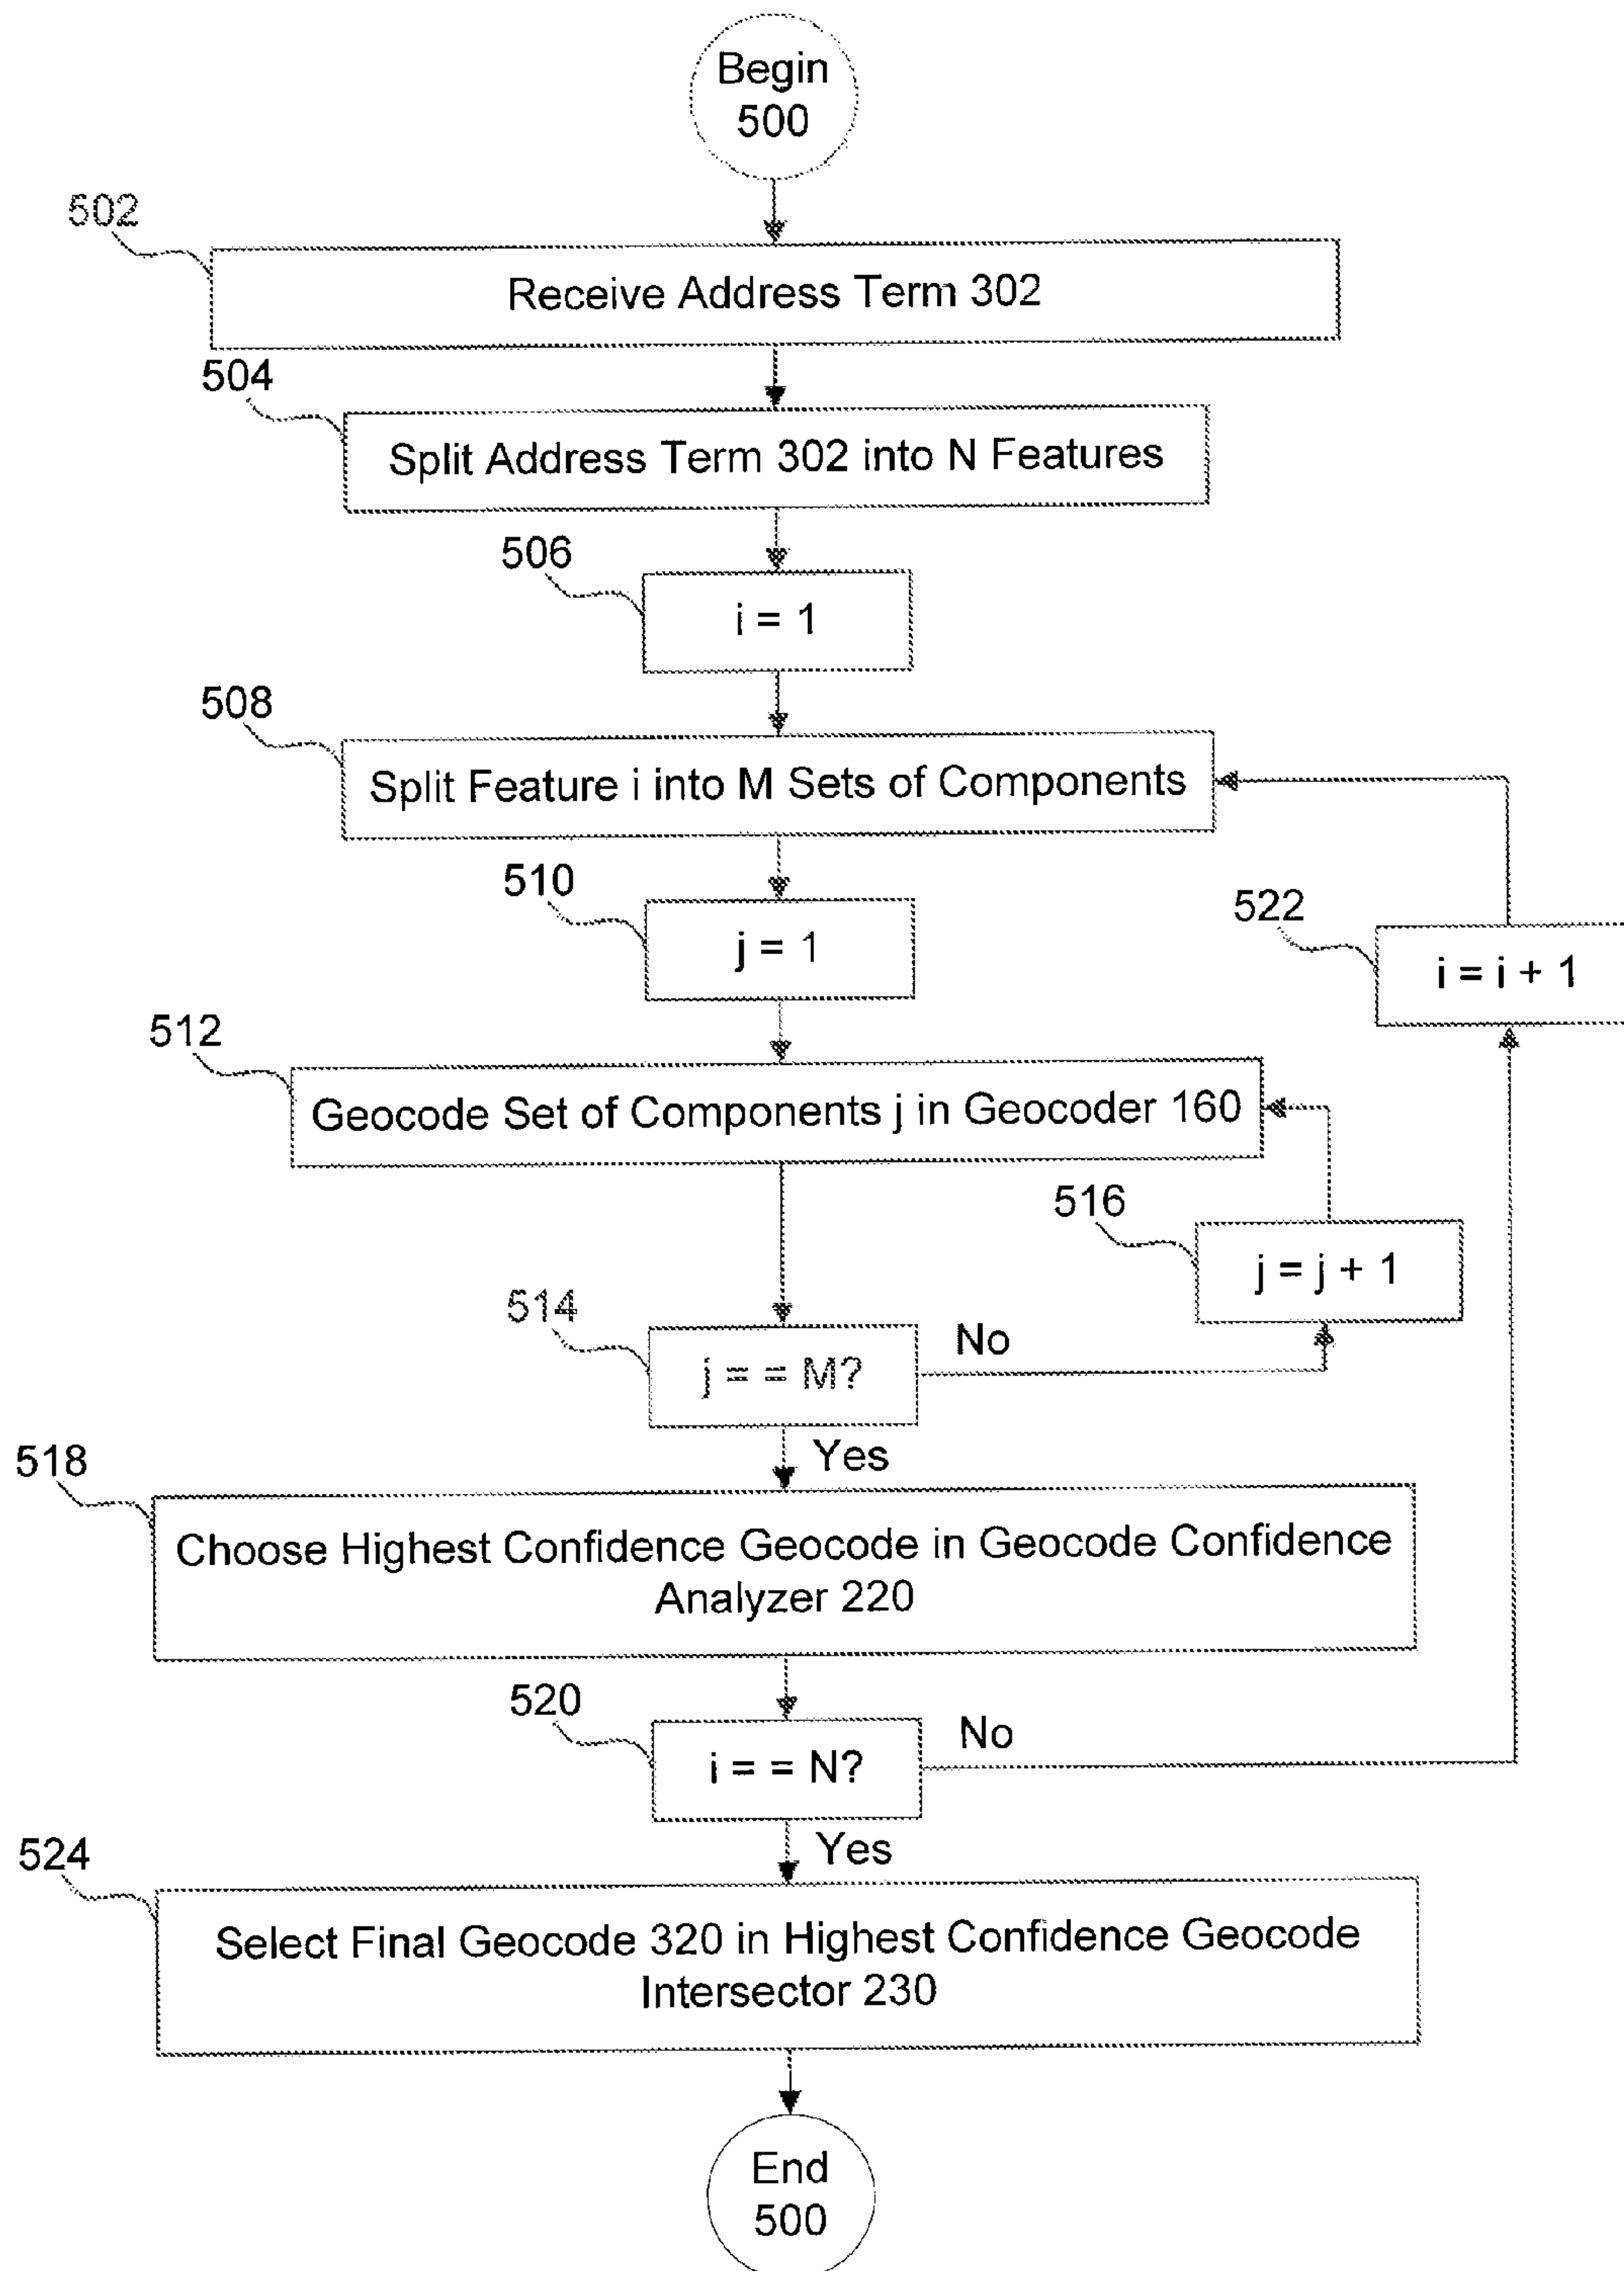 Begin
500
502
Receive Address Term 302
504
Split Address Term 302 into N Features
506
i = 1
508
Split Feature i into M Sets of Components
510
j = 1
522
i = i + 1
512
Geocode Set of Components j in Geocoder 160
516
j = j + 1
514
j = = M?
No
Yes
518
Choose Highest Confidence Geocode in Geocode Confidence
Analyzer 220
520
i = = N?
No
Yes
524
Select Final Geocode 320 in Highest Confidence Geocode
Intersector 230
End
500